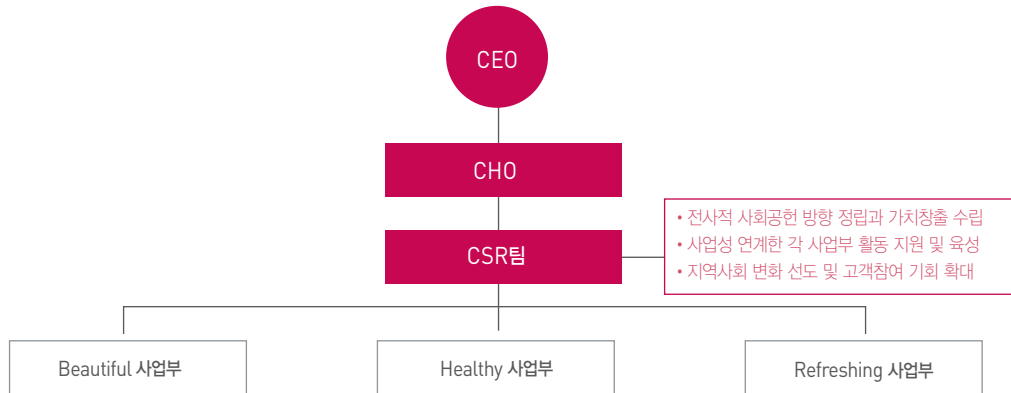 CEO
CHO
CSR팀
• 전사적 사회공헌 방향 정립과 가치창출 수립
• 사업성 연계한 각 사업부 활동 지원 및 육성
• 지역사회 변화 선도 및 고객참여 기회 확대
Beautiful 사업부
Healthy 사업부
Refreshing 사업부